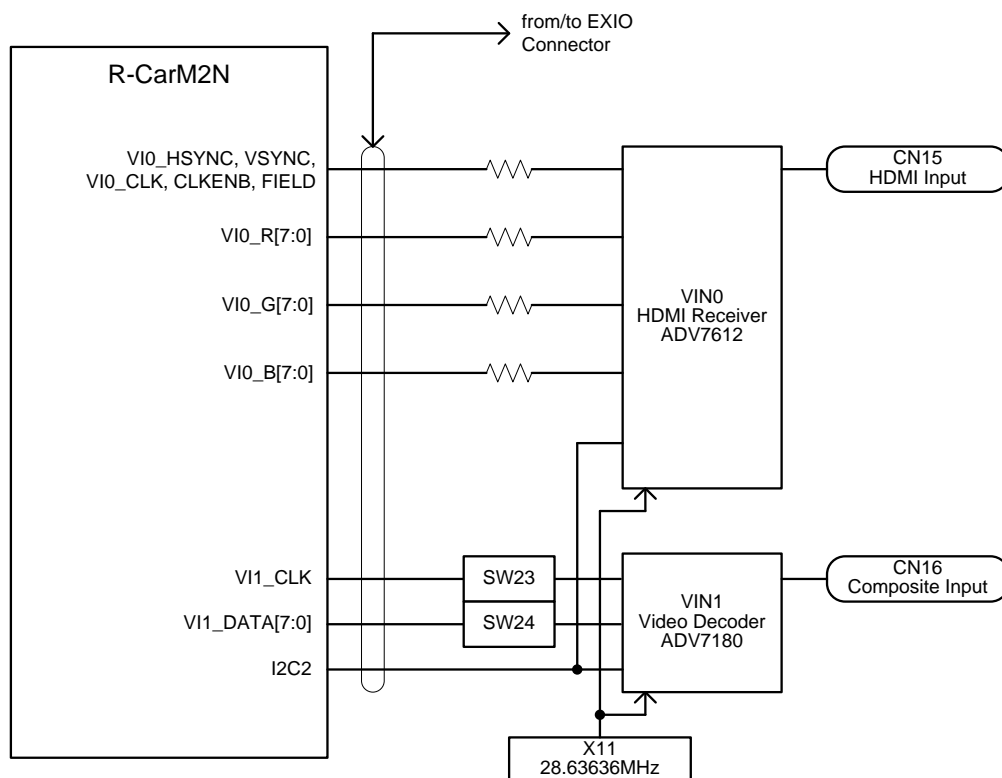 from/to EXIO
Connector
R-CarM2N
VI0_HSYNC, VSYNC,
VI0_CLK, CLKENB, FIELD
CN15
HDMI Input
VI0_R[7:0]
VI0_G[7:0]
VIN0
HDMI Receiver
ADV7612
VI0_B[7:0]
VI1_CLK
SW23
CN16
Composite Input
VI1_DATA[7:0]
SW24
VIN1
Video Decoder
ADV7180
I2C2
X11
28.63636MHz